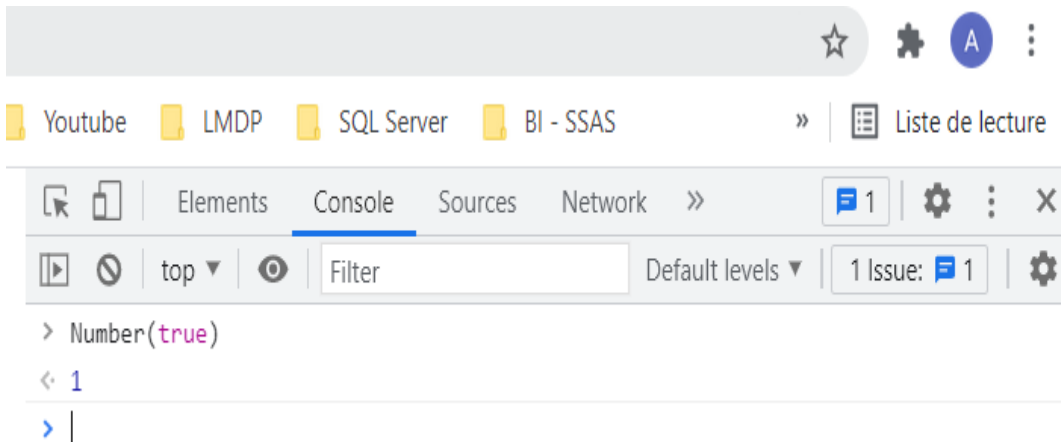 A
Youtube LMDP SQL Server BI - SSAS » Liste de lecture
Elements Console Sources Network » 1
top ▼ Filter Default levels ▼ 1 Issue: 1
> Number(true)
<· 1
>